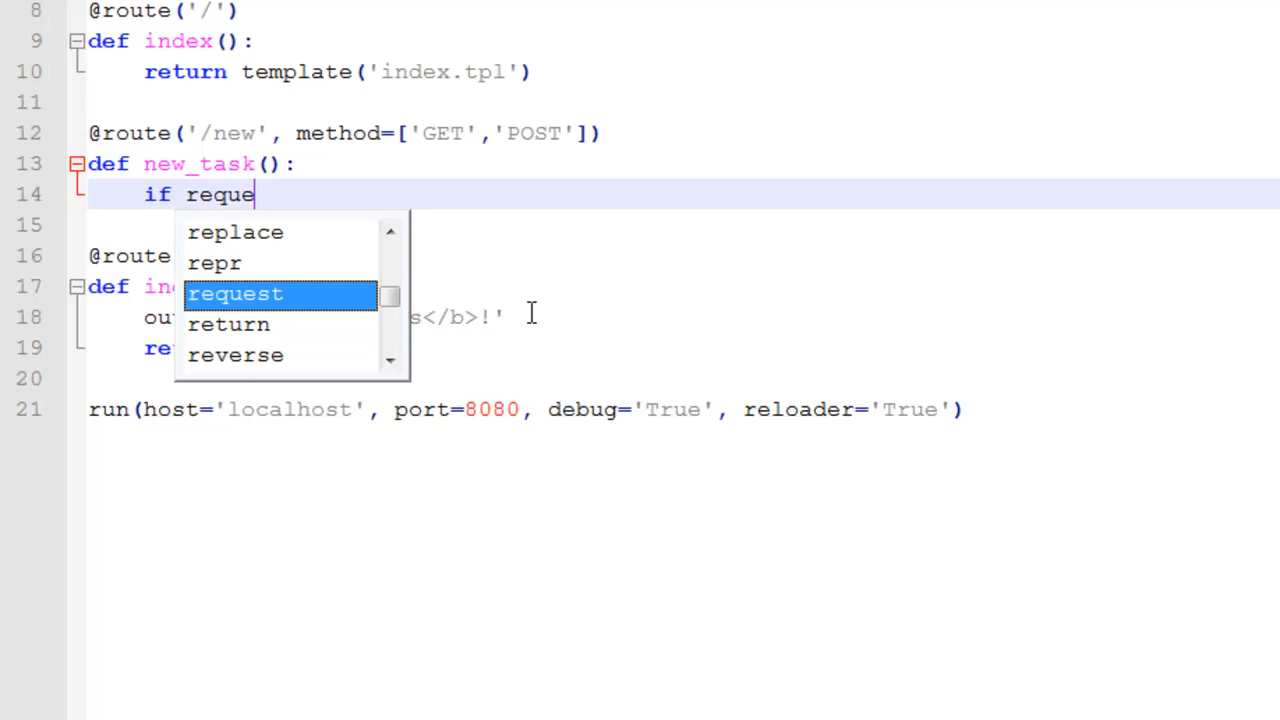 8 @route('/')
9 def index():
10 return template('index.tpl')
11
12 @route('/new', method=['GET','POST'])
13 def new_task():
14 if reque
15
replace
16 @route
repr
17 def in
request
18 ou s</b>!'
return
19 re
reverse
20
21 run(host='localhost', port=8080, debug='True', reloader='True')